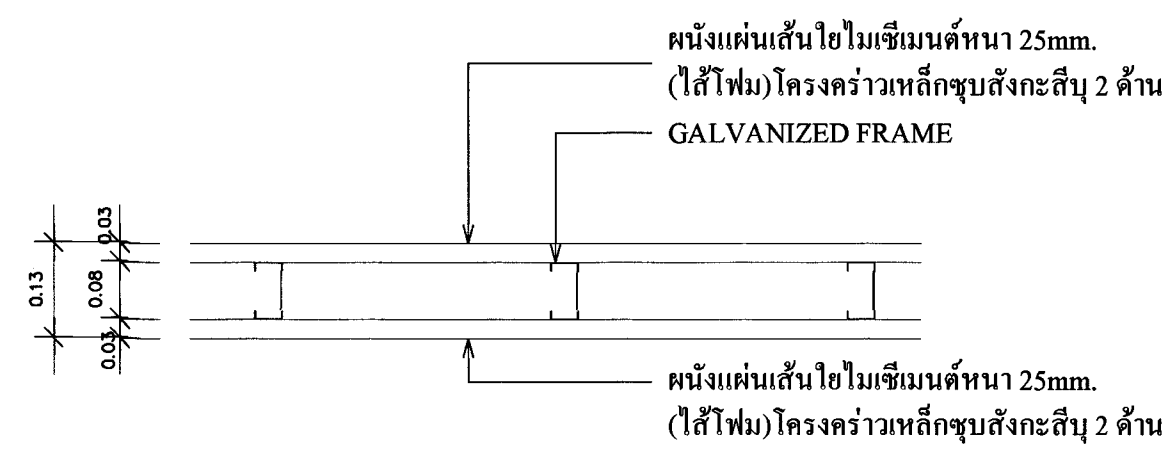 ผนังแผ่นเส้นใยไมเซีเมนต์หนา 25mm.
(ไส้โฟม)โครงคร่าวเหล็กซุบสังกะสีบุ 2 ด้าน
GALVANIZED FRAME
0.03
0.13
0.08
0.03
ผนังแผ่นเส้นใยไมเซีเมนต์หนา 25mm.
(ไส้โฟม)โครงคร่าวเหล็กซุบสังกะสีบุ 2 ด้าน